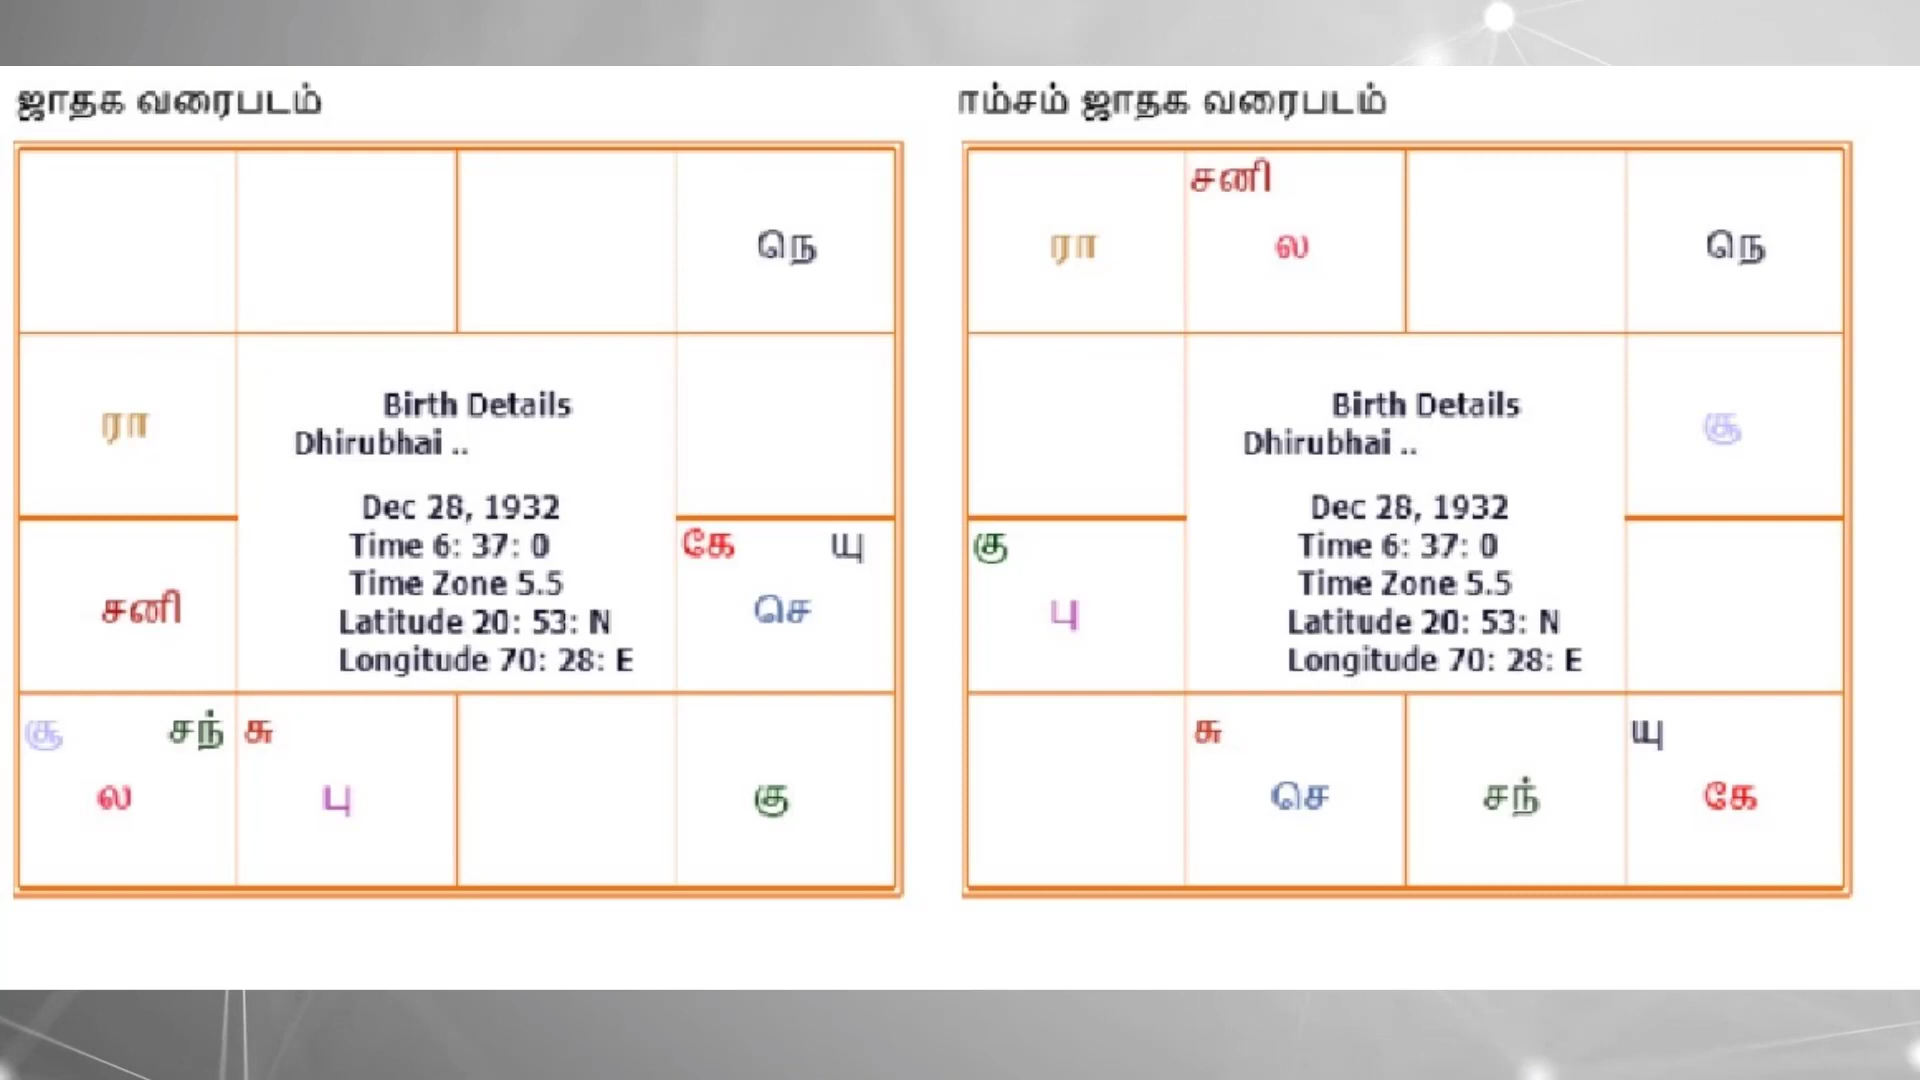 ஜாதக வரைபடம்
நெ
ரா
Birth Details
Dhirubhai ..
Dec 28, 1932
Time 6: 37: 0
Time Zone 5.5
Latitude 20: 53: N
Longitude 70: 28: E
சனி
கே யு
செ
சூ சந்
ல
சு
பு
கு
ாம்சம் ஜாதக வரைபடம்
சனி
ரா
ல
நெ
Birth Details
Dhirubhai ..
Dec 28, 1932
Time 6: 37: 0
Time Zone 5.5
Latitude 20: 53: N
Longitude 70: 28: E
சூ
கு
பு
சு
செ
சந்
யு
கே